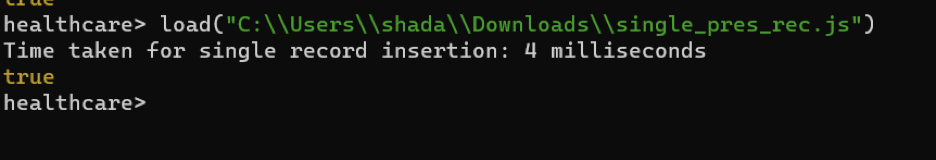 true
healthcare> load("C:\\Users\\shada\\Downloads\\single_pres_rec.js")
Time taken for single record insertion: 4 milliseconds
true
healthcare>